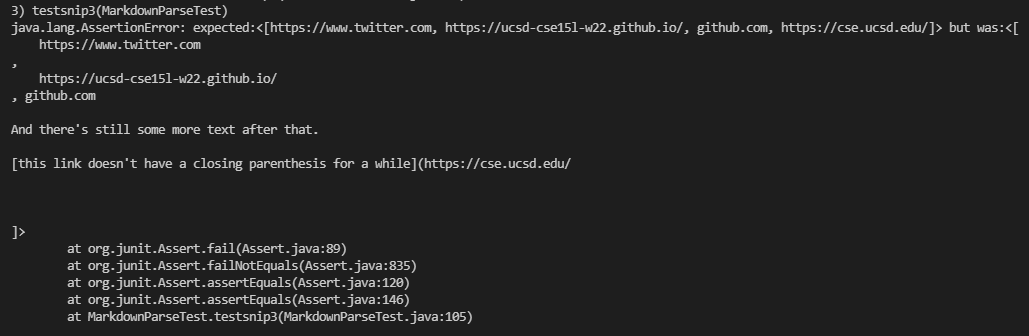 3) testsnip3(MarkdownParseTest)
java.lang.AssertionError: expected:<[https://www.twitter.com, https://ucsd-cse15l-w22.github.io/, github.com, https://cse.ucsd.edu/]> but was:<[
    https://www.twitter.com
,
    https://ucsd-cse15l-w22.github.io/
, github.com

And there's still some more text after that.

[this link doesn't have a closing parenthesis for a while](https://cse.ucsd.edu/



]>
        at org.junit.Assert.fail(Assert.java:89)
        at org.junit.Assert.failNotEquals(Assert.java:835)
        at org.junit.Assert.assertEquals(Assert.java:120)
        at org.junit.Assert.assertEquals(Assert.java:146)
        at MarkdownParseTest.testsnip3(MarkdownParseTest.java:105)